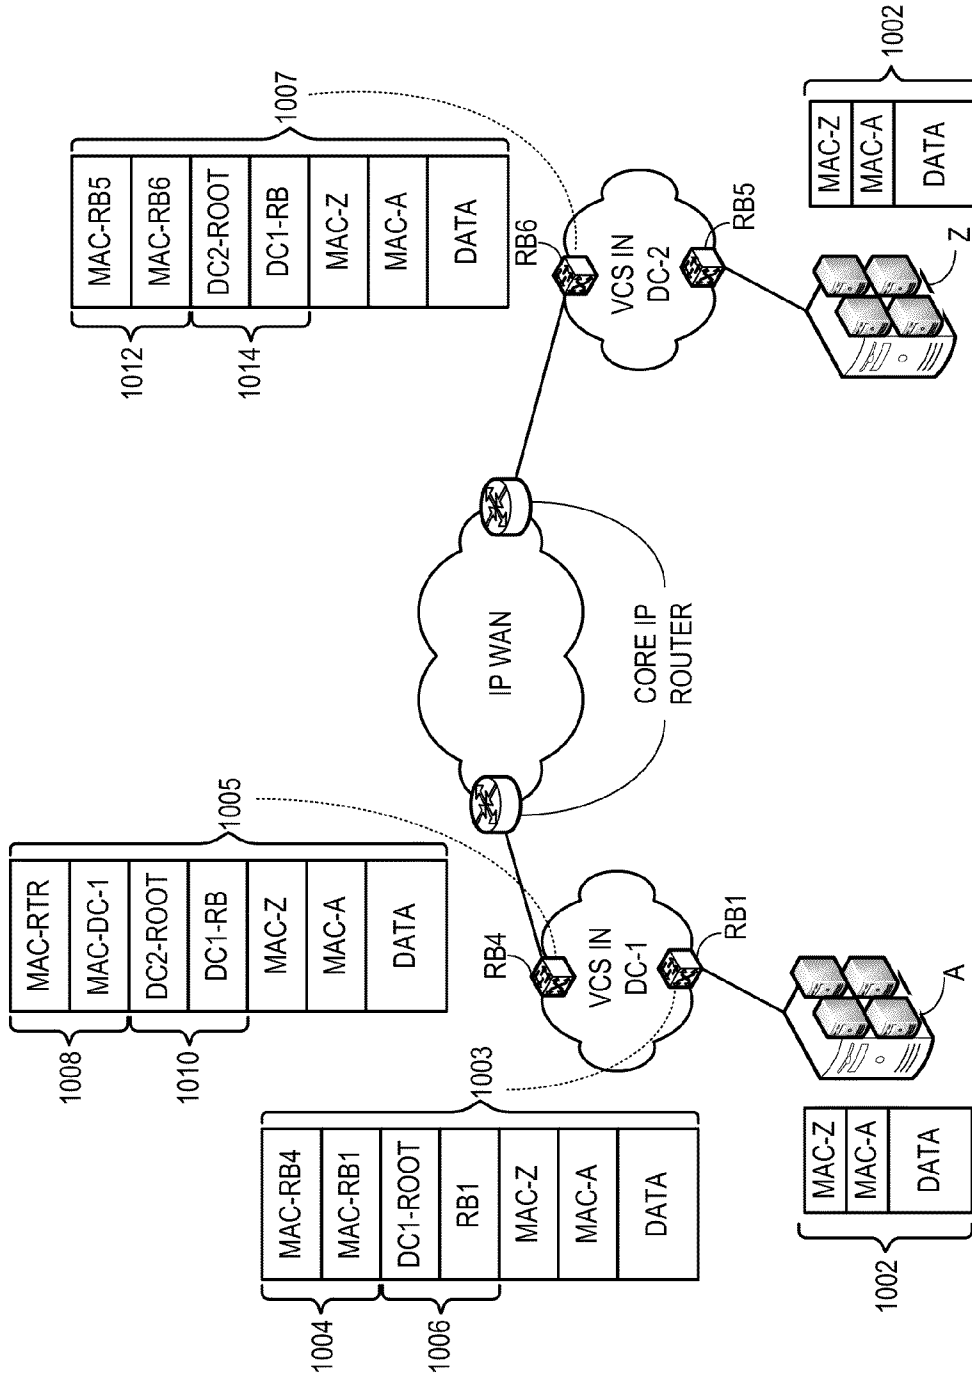 1004
1006
MAC-RB4
MAC-RB1
DC1-ROOT
RB1
MAC-Z
MAC-A
DATA
1003
1008
1010
MAC-RTR
MAC-DC-1
DC2-ROOT
DC1-RB
MAC-Z
MAC-A
DATA
1005
1012
1014
MAC-RB5
MAC-RB6
DC2-ROOT
DC1-RB
MAC-Z
MAC-A
DATA
1007
RB4
VCS IN
DC-1
RB1
IP WAN
CORE IP
ROUTER
RB6
VCS IN
DC-2
RB5
1002
MAC-Z
MAC-A
DATA
A
Z
MAC-Z
MAC-A
DATA
1002